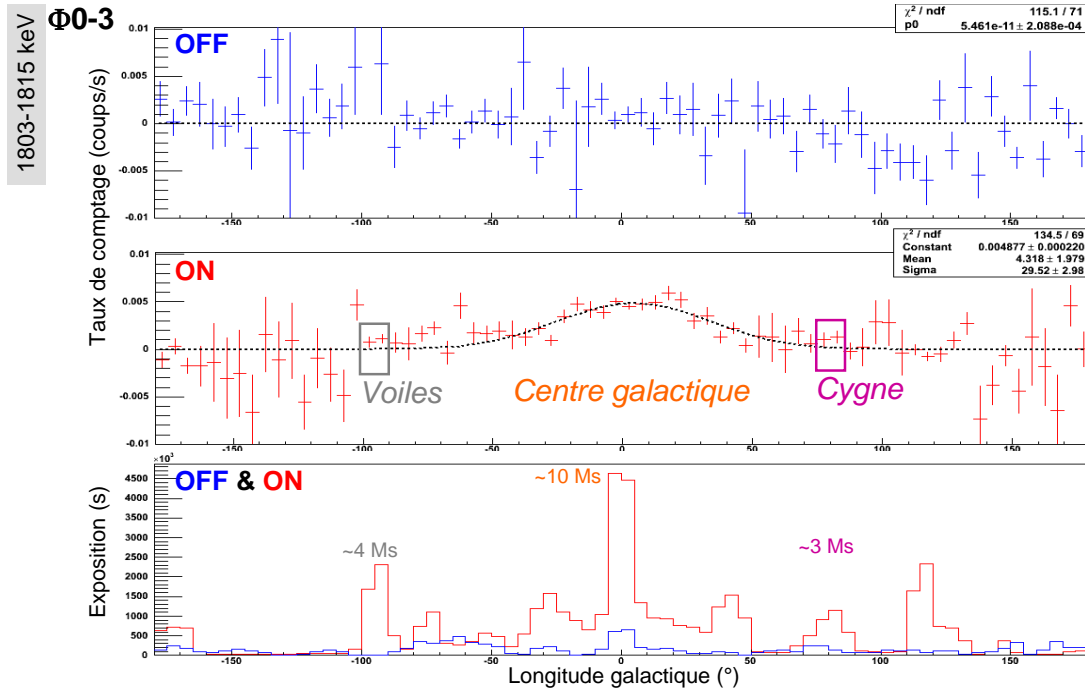 1803-1815 keV
Φ0-3
Taux de comptage (coups/s)
OFF
χ² / ndf 115.1 / 71
p0 5.461e-11 ± 2.088e-04
0.01
0.005
0
-0.005
-0.01
-150 -100 -50 0 50 100 150
ON
χ² / ndf 134.5 / 69
Constant 0.004877 ± 0.000220
Mean 4.318 ± 1.979
Sigma 29.52 ± 2.98
0.01
0.005
0
-0.005
-0.01
Voiles
Centre galactique
Cygne
-150 -100 -50 0 50 100 150
Exposition (s)
×10³
OFF & ON
4500
4000
3500
3000
2500
2000
1500
1000
500
0
~10 Ms
~4 Ms
~3 Ms
-150 -100 -50 0 50 100 150
Longitude galactique (°)